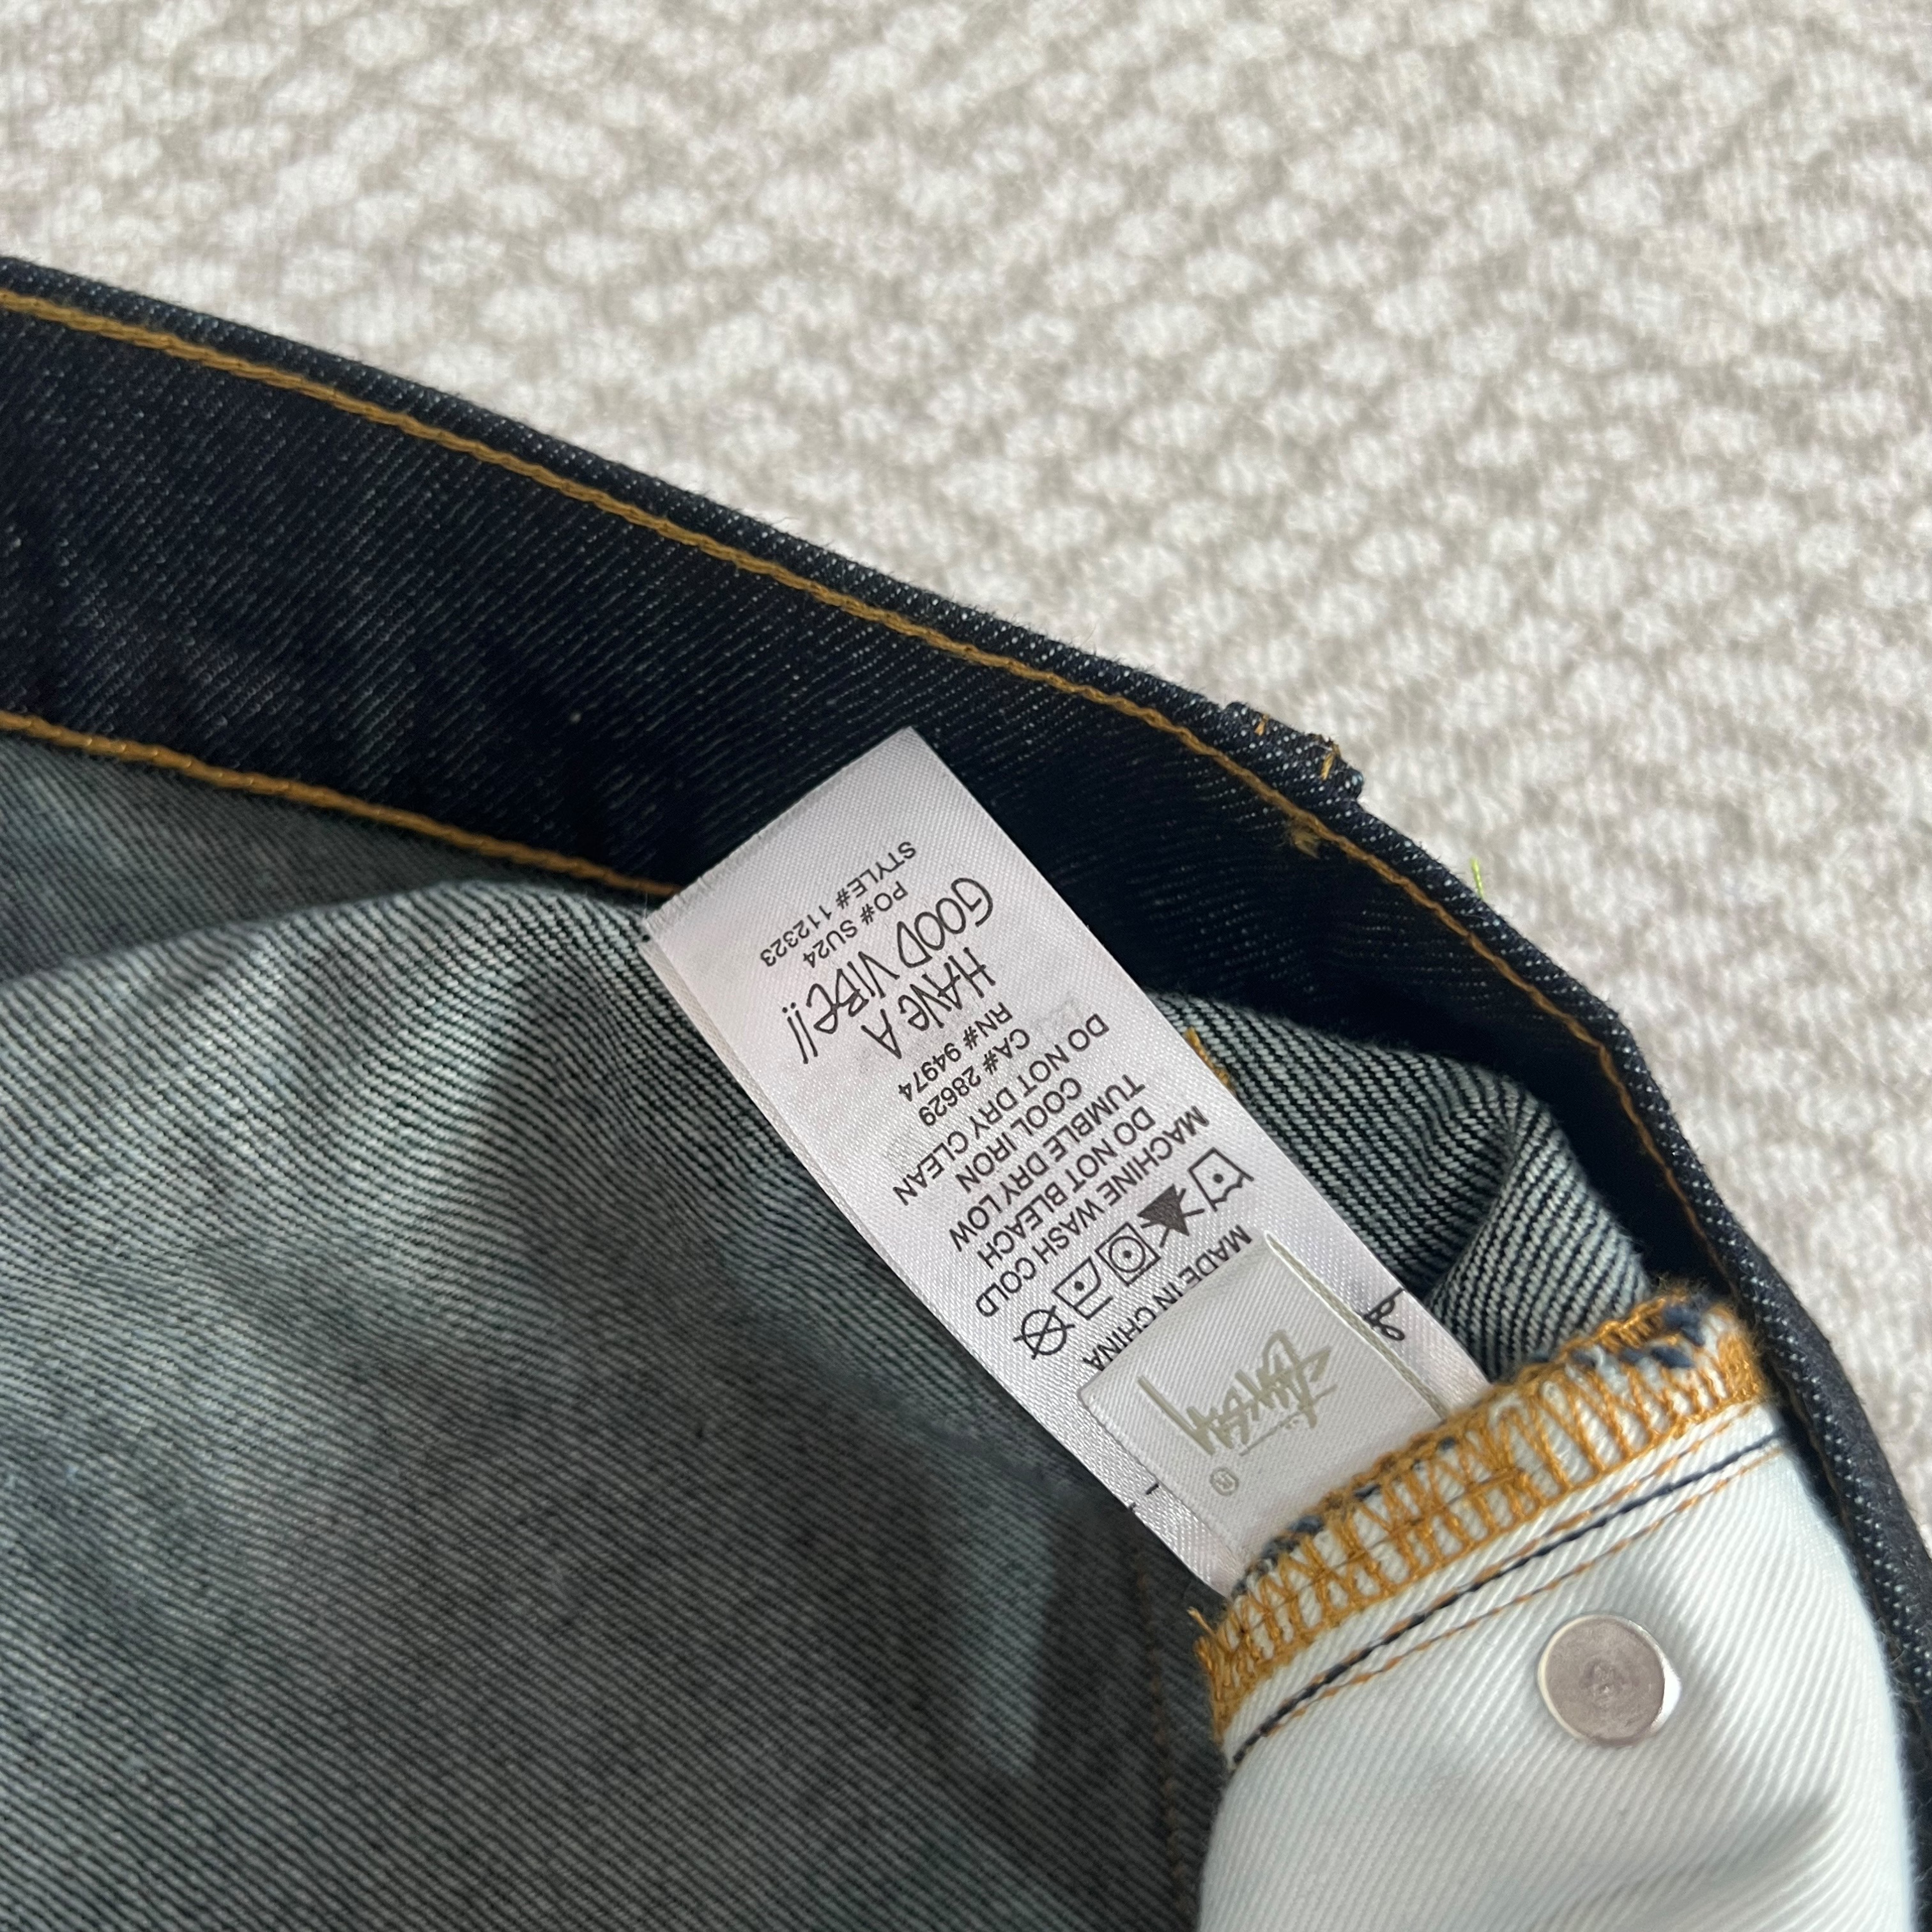 Stüssy
®
MADE IN CHINA
MACHINE WASH COLD
DO NOT BLEACH
TUMBLE DRY LOW
COOL IRON
DO NOT DRY CLEAN
CA# 28629
RN# 94974
HAVE A
GOOD VIBE!!
PO# SU24
STYLE# 112323